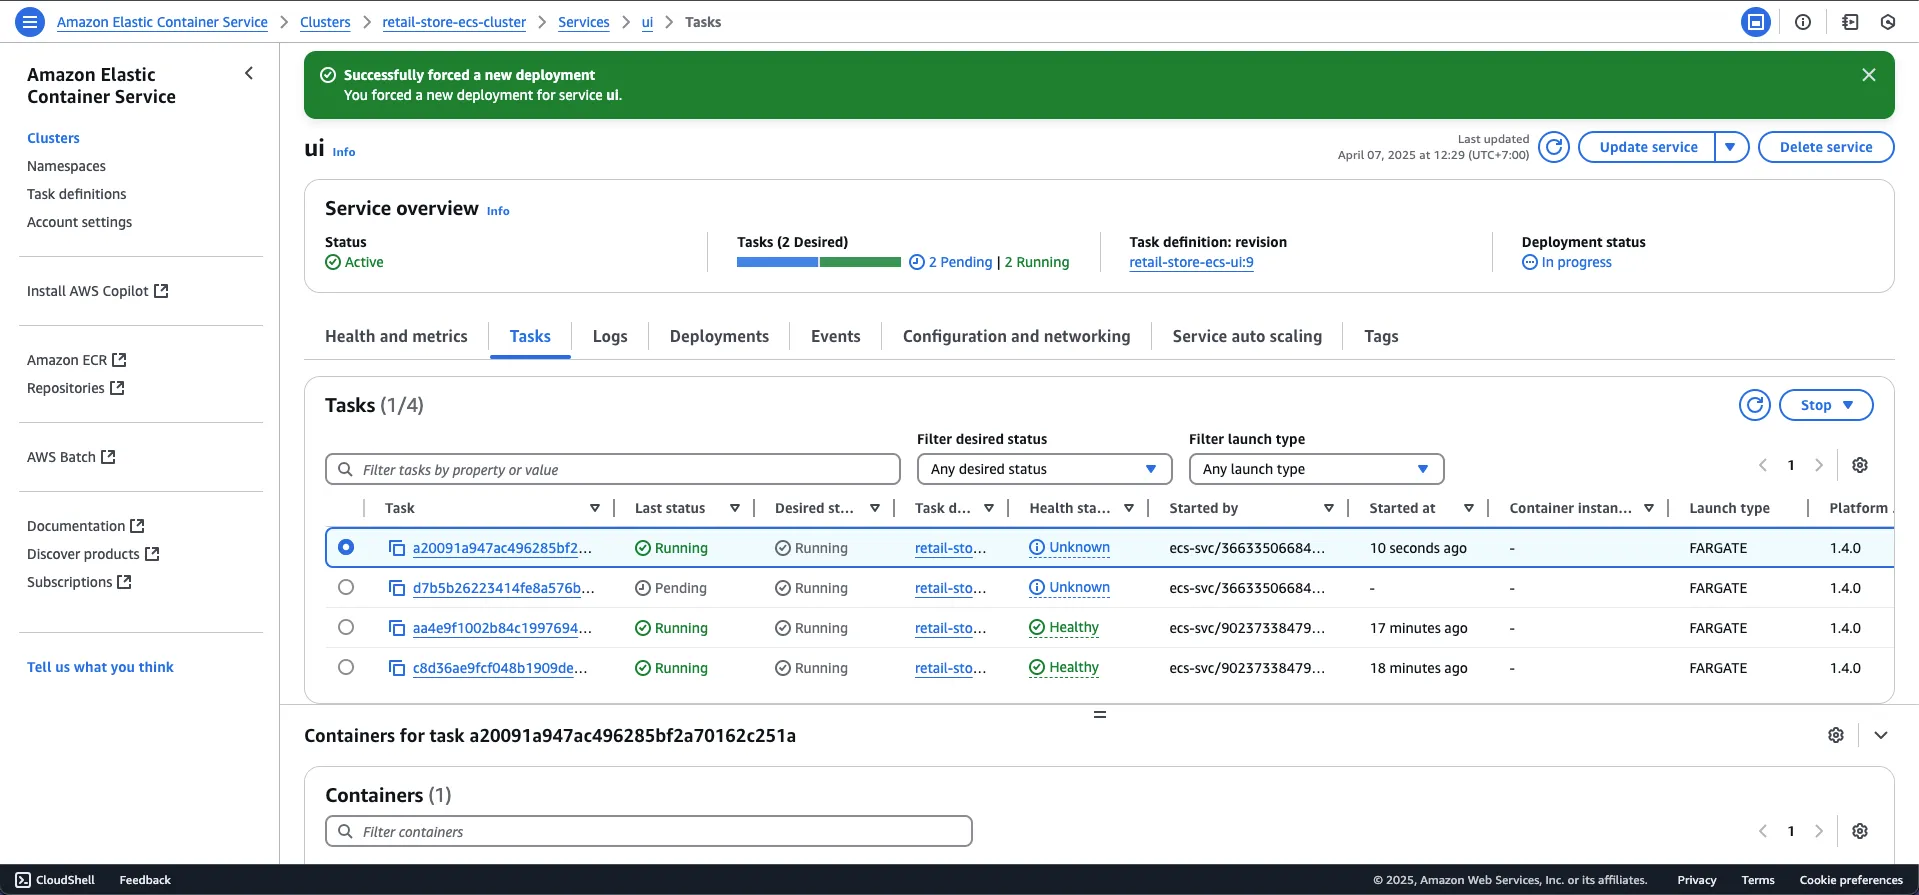 Amazon Elastic Container Service > Clusters > retail-store-ecs-cluster > Services > ui > Tasks
Amazon Elastic
Container Service
Clusters
Namespaces
Task definitions
Account settings
Install AWS Copilot
Amazon ECR
Repositories
AWS Batch
Documentation
Discover products
Subscriptions
Tell us what you think
Successfully forced a new deployment
You forced a new deployment for service ui.
ui Info
Last updated
April 07, 2025 at 12:29 (UTC+7:00)
Update service
Delete service
Service overview Info
Status
Active
Tasks (2 Desired)
2 Pending | 2 Running
Task definition: revision
retail-store-ecs-ui:9
Deployment status
In progress
Health and metrics Tasks Logs Deployments Events Configuration and networking Service auto scaling Tags
Tasks (1/4)
Stop
Filter desired status Filter launch type
Filter tasks by property or value Any desired status Any launch type 1
Task Last status Desired st... Task d... Health sta... Started by Started at Container instan... Launch type Platform
a20091a947ac496285bf2... Running Running retail-sto... Unknown ecs-svc/36633506684... 10 seconds ago - FARGATE 1.4.0
d7b5b26223414fe8a576b... Pending Running retail-sto... Unknown ecs-svc/36633506684... - - FARGATE 1.4.0
aa4e9f1002b84c1997694... Running Running retail-sto... Healthy ecs-svc/90237338479... 17 minutes ago - FARGATE 1.4.0
c8d36ae9fcf048b1909de... Running Running retail-sto... Healthy ecs-svc/90237338479... 18 minutes ago - FARGATE 1.4.0
Containers for task a20091a947ac496285bf2a70162c251a
Containers (1)
Filter containers 1
CloudShell Feedback © 2025, Amazon Web Services, Inc. or its affiliates. Privacy Terms Cookie preferences